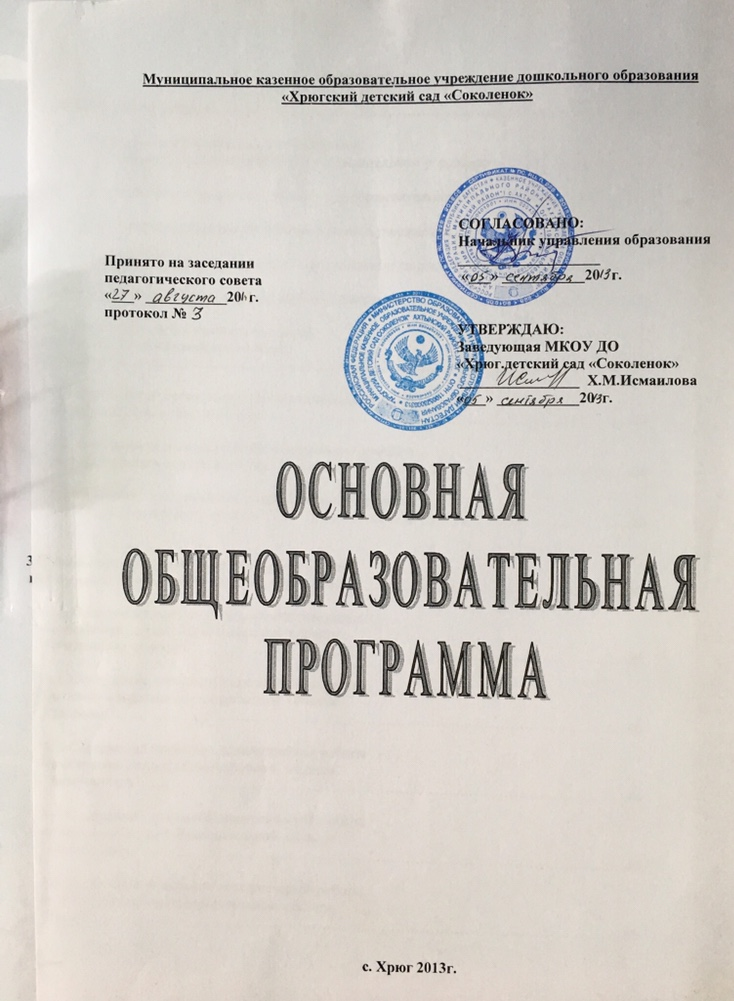 Муниципальное казенное образовательное учреждение дошкольного образования
«Хрюгский детский сад «Соколенок»
СОГЛАСОВАНО:
Начальник управления образования
«05» сентября 2013г.
Принято на заседании
педагогического совета
«27» августа 20 г.
протокол № 3
УТВЕРЖДАЮ:
Заведующая МКОУ ДО
«Хрюг.детский сад «Соколенок»
Х.М.Исмаилова
«05» сентября 2013г.
ОСНОВНАЯ
ОБЩЕОБРАЗОВАТЕЛЬНАЯ
ПРОГРАММА
с. Хрюг 2013г.